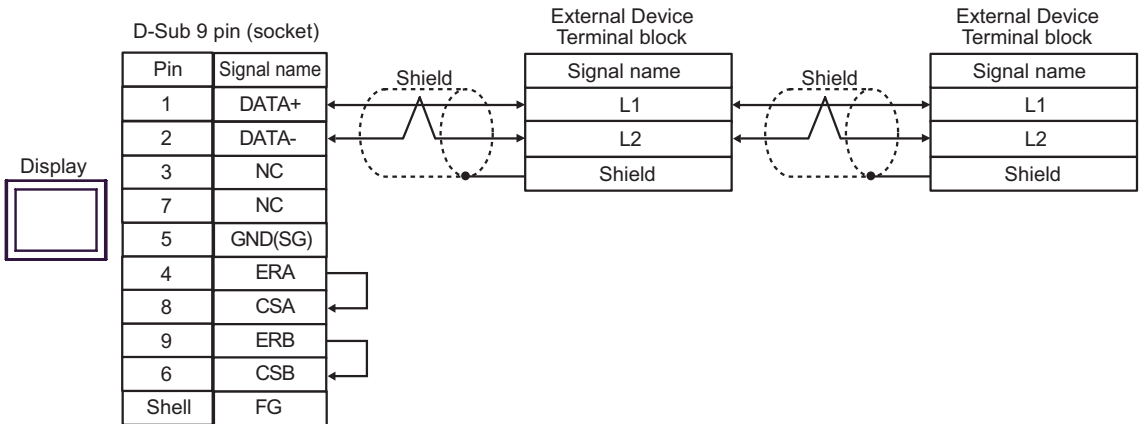 D-Sub 9 pin (socket)
External Device
Terminal block
External Device
Terminal block
Display
Pin Signal name
1 DATA+
2 DATA-
3 NC
7 NC
5 GND(SG)
4 ERA
8 CSA
9 ERB
6 CSB
Shell FG
Shield
Signal name
L1
L2
Shield
Shield
Signal name
L1
L2
Shield